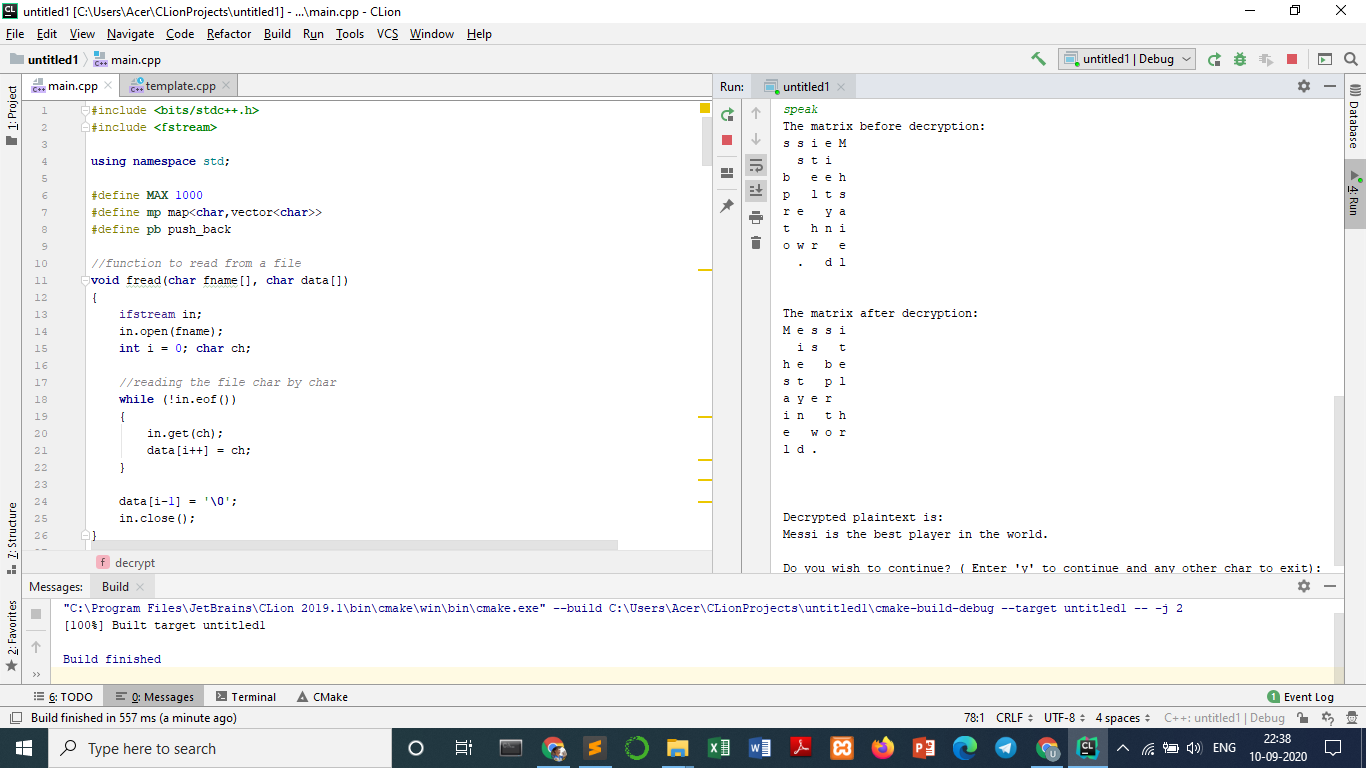 untitled1 [C:\Users\Acer\CLionProjects\untitled1] - ...\main.cpp - CLion
File Edit View Navigate Code Refactor Build Run Tools VCS Window Help
untitled1 main.cpp untitled1 | Debug
1: Project
7: Structure
2: Favorites
main.cpp template.cpp
1 #include <bits/stdc++.h>
2 #include <fstream>
3
4 using namespace std;
5
6 #define MAX 1000
7 #define mp map<char,vector<char>>
8 #define pb push_back
9
10 //function to read from a file
11 void fread(char fname[], char data[])
12 {
13 ifstream in;
14 in.open(fname);
15 int i = 0; char ch;
16
17 //reading the file char by char
18 while (!in.eof())
19 {
20 in.get(ch);
21 data[i++] = ch;
22 }
23
24 data[i-1] = '\0';
25 in.close();
26 }
f decrypt
Run: untitled1
speak
The matrix before decryption:
s s i e M
  s t i
b   e e h
p   l t s
r e   y a
t   h n i
o w r   e
  .   d l
The matrix after decryption:
M e s s i
  i s   t
h e   b e
s t   p l
a y e r
i n   t h
e   w o r
l d .
Decrypted plaintext is:
Messi is the best player in the world.
Do you wish to continue? ( Enter 'y' to continue and any other char to exit):
Database
4: Run
Messages: Build
"C:\Program Files\JetBrains\CLion 2019.1\bin\cmake\win\bin\cmake.exe" --build C:\Users\Acer\CLionProjects\untitled1\cmake-build-debug --target untitled1 -- -j 2
[100%] Built target untitled1
Build finished
6: TODO 0: Messages Terminal CMake 1 Event Log
Build finished in 557 ms (a minute ago) 78:1 CRLF UTF-8 4 spaces C++: untitled1 | Debug
Type here to search ENG 22:38
10-09-2020